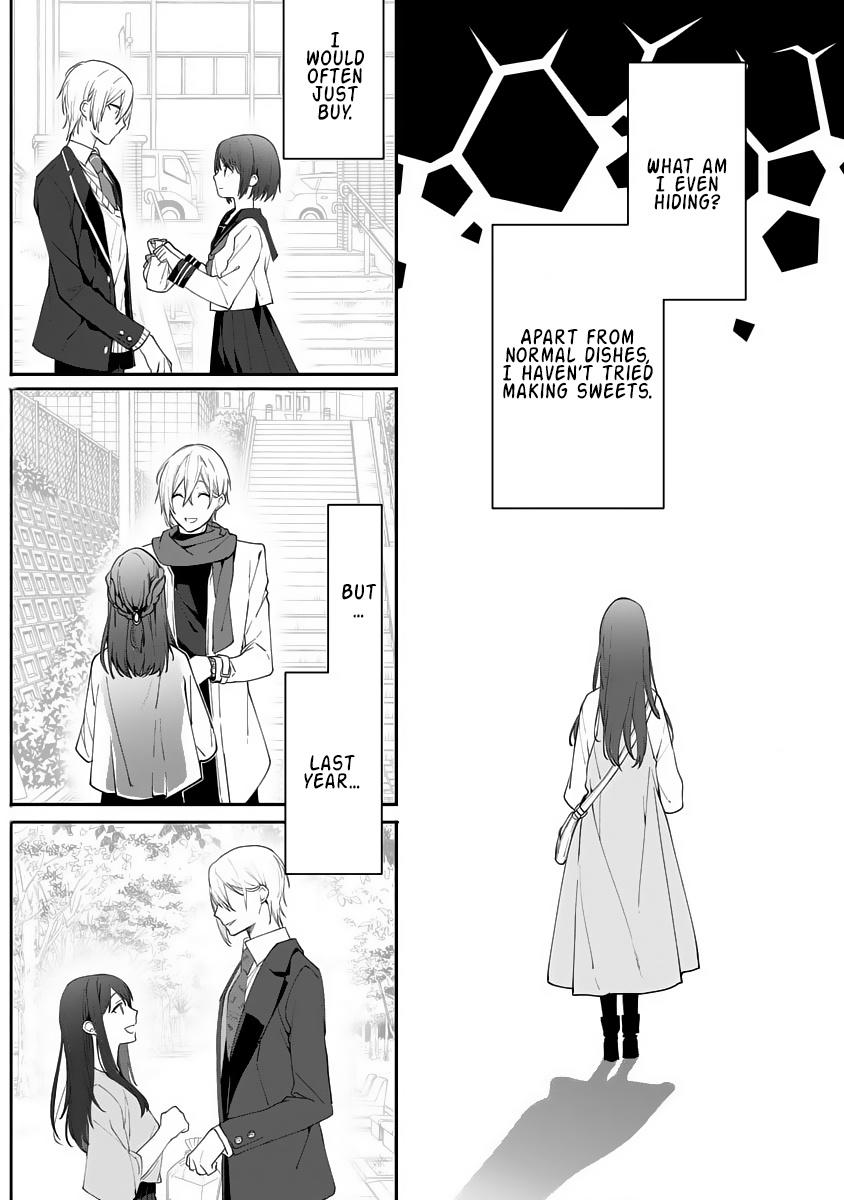 WHAT AM
I EVEN
HIDING?
APART FROM
NORMAL DISHES,
I HAVEN'T TRIED
MAKING SWEETS.
I
WOULD
OFTEN
JUST
BUY.
BUT
...
LAST
YEAR...